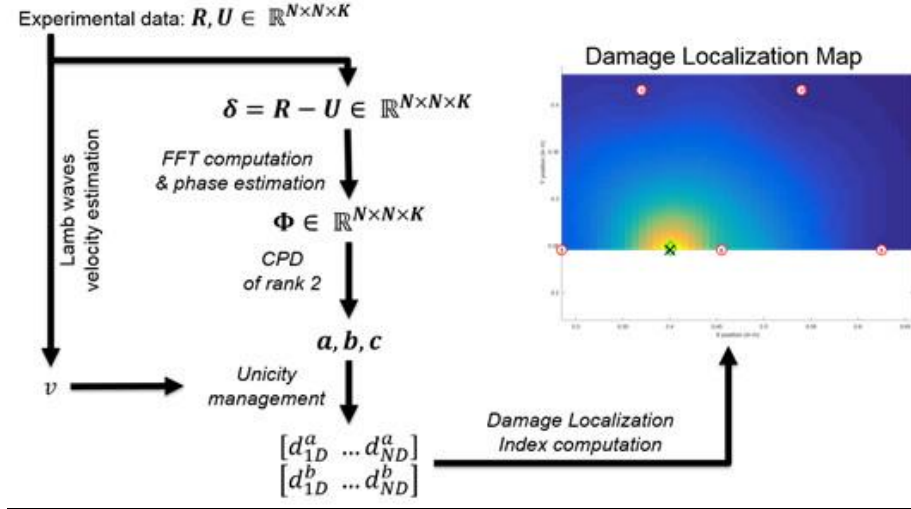 Experimental data: R, U ∈ ℝ^{N×N×K}
Damage Localization Map
δ = R − U ∈ ℝ^{N×N×K}
FFT computation
& phase estimation
Lamb waves
velocity estimation
Φ ∈ ℝ^{N×N×K}
CPD
of rank 2
a, b, c
Unicity
management
v
Damage Localization
Index computation
[d^a_{1D} ... d^a_{ND}]
[d^b_{1D} ... d^b_{ND}]